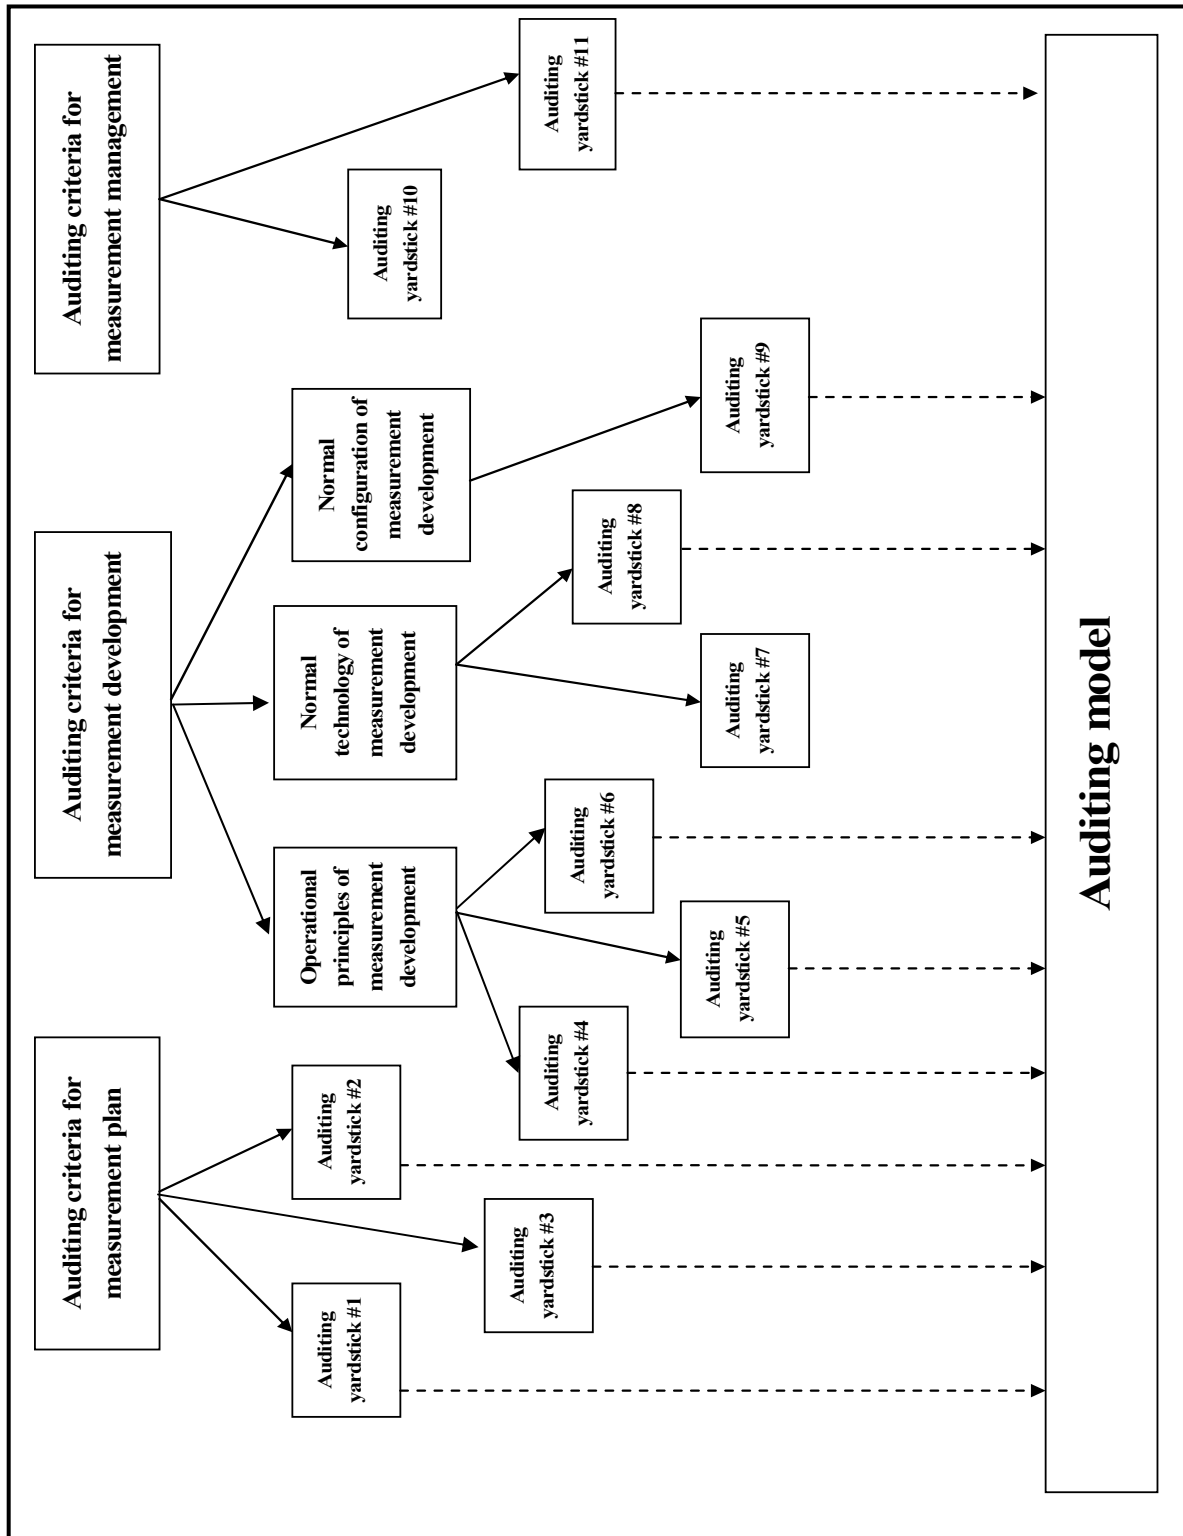 Auditing criteria for
measurement plan
Auditing criteria for
measurement development
Auditing criteria for
measurement management
Auditing
yardstick #1
Auditing
yardstick #3
Auditing
yardstick #2
Operational
principles of
measurement
development
Normal
technology of
measurement
development
Normal
configuration of
measurement
development
Auditing
yardstick #4
Auditing
yardstick #5
Auditing
yardstick #6
Auditing
yardstick #7
Auditing
yardstick #8
Auditing
yardstick #9
Auditing
yardstick #10
Auditing
yardstick #11
Auditing model